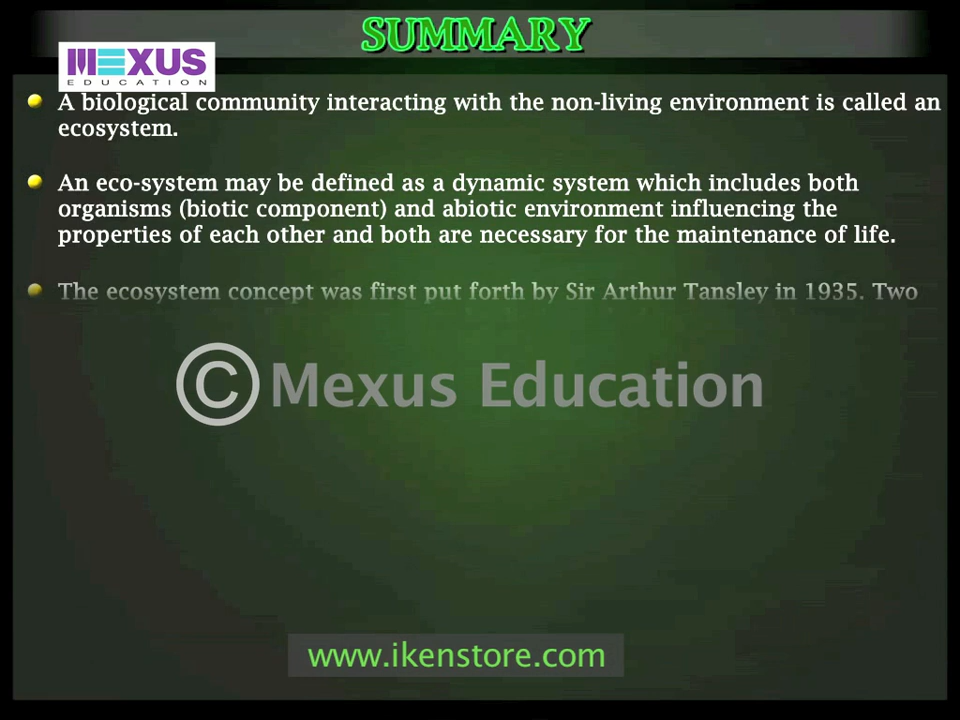 SUMMARY
MEXUS
EDUCATION
A biological community interacting with the non-living environment is called an
ecosystem.
An eco-system may be defined as a dynamic system which includes both
organisms (biotic component) and abiotic environment influencing the
properties of each other and both are necessary for the maintenance of life.
The ecosystem concept was first put forth by Sir Arthur Tansley in 1935. Two
© Mexus Education
www.ikenstore.com